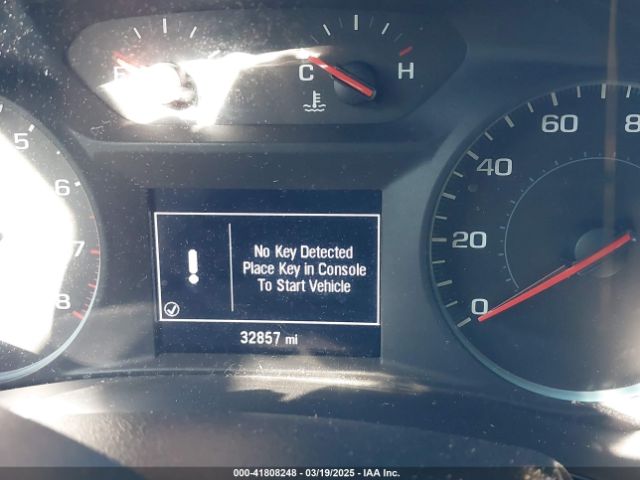 E
C H
5
6
7
8
0
20
40
60
80
No Key Detected
Place Key in Console
To Start Vehicle
32857 mi
000-41808248 - 03/19/2025 - IAA Inc.